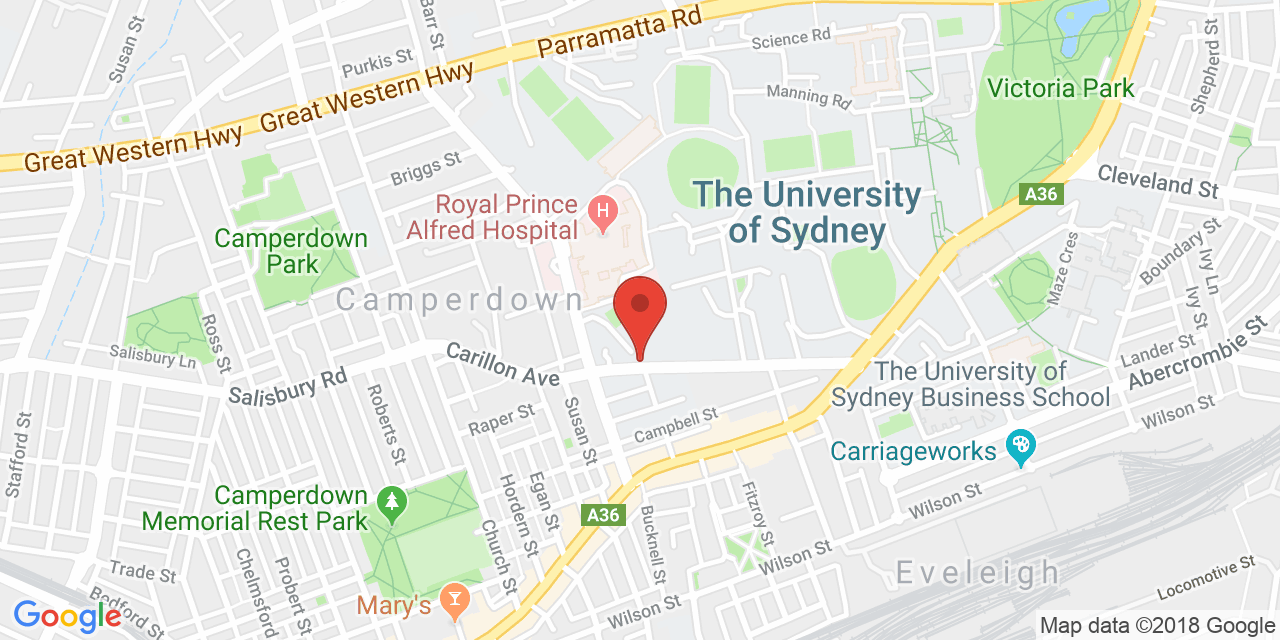 Susan St
Barr St
Purkis St
Parramatta Rd
Science Rd
Great Western Hwy
Great Western Hwy
Manning Rd
Victoria Park
Shepherd St
Briggs St
Cleveland St
A36
Royal Prince
Alfred Hospital
H
The University
of Sydney
Camperdown
Park
Camperdown
Maze Cres
Boundary St
Ivy Ln
Ivy St
Ross St
Salisbury Ln
Salisbury Rd
Carillon Ave
Lander St
Abercrombie St
The University of
Sydney Business School
Wilson St
Stafford St
Roberts St
Raper St
Susan St
Campbell St
Carriageworks
Camperdown
Memorial Rest Park
Hordern St
Egan St
Church St
A36
Bucknell St
Fitzroy St
Wilson St
Wilson St
Eveleigh
Trade St
Bedford St
Chelmsford
Probert St
Mary's
Wilson St
Locomotive St
Google
Map data ©2018 Google